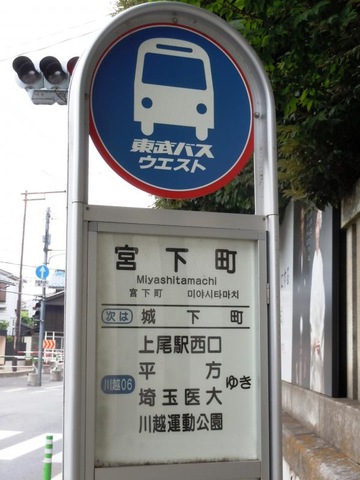 東武バス
ウエスト
宮下町
Miyashitamachi
宮下町 미야시타마치
次は 城下町
川越06
上尾駅西口
平方
埼玉医大
川越運動公園
ゆき